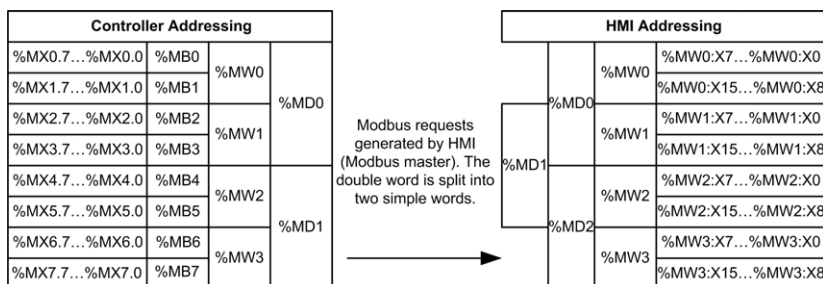 Controller Addressing
%MX0.7...%MX0.0 %MB0 %MW0 %MD0
%MX1.7...%MX1.0 %MB1
%MX2.7...%MX2.0 %MB2 %MW1
%MX3.7...%MX3.0 %MB3
%MX4.7...%MX4.0 %MB4 %MW2 %MD1
%MX5.7...%MX5.0 %MB5
%MX6.7...%MX6.0 %MB6 %MW3
%MX7.7...%MX7.0 %MB7
Modbus requests
generated by HMI
(Modbus master). The
double word is split into
two simple words.
HMI Addressing
%MD0 %MW0 %MW0:X7...%MW0:X0
%MW0:X15...%MW0:X8
%MD1 %MW1 %MW1:X7...%MW1:X0
%MW1:X15...%MW1:X8
%MD2 %MW2 %MW2:X7...%MW2:X0
%MW2:X15...%MW2:X8
%MW3 %MW3:X7...%MW3:X0
%MW3:X15...%MW3:X8